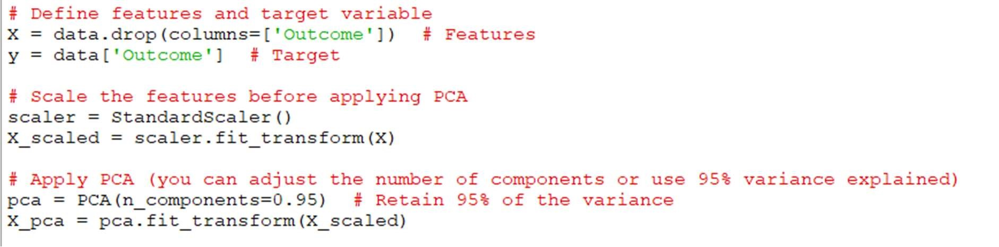 # Define features and target variable
X = data.drop(columns=['Outcome'])  # Features
y = data['Outcome']  # Target
# Scale the features before applying PCA
scaler = StandardScaler()
X_scaled = scaler.fit_transform(X)
# Apply PCA (you can adjust the number of components or use 95% variance explained)
pca = PCA(n_components=0.95)  # Retain 95% of the variance
X_pca = pca.fit_transform(X_scaled)